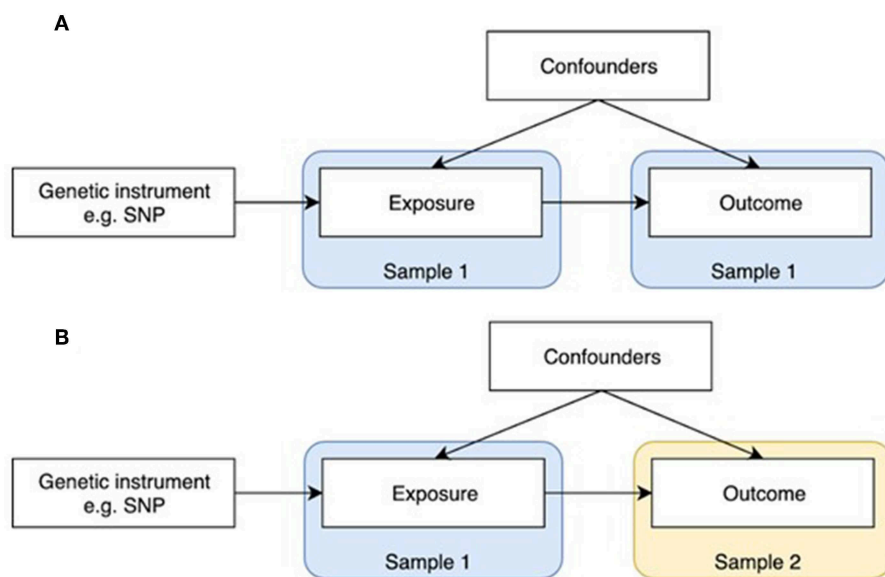 A
Confounders
Genetic instrument
e.g. SNP
Exposure
Outcome
Sample 1
Sample 1
B
Confounders
Genetic instrument
e.g. SNP
Exposure
Outcome
Sample 1
Sample 2